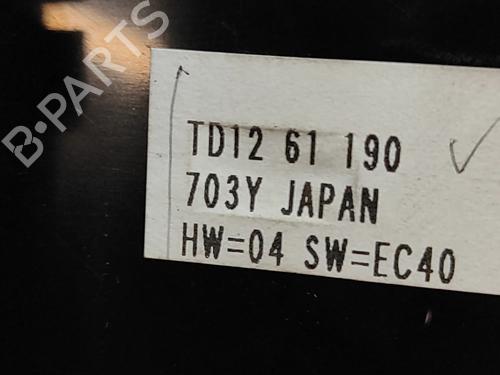 B·PARTS
TD12 61 190
703Y JAPAN
HW=04 SW=EC40